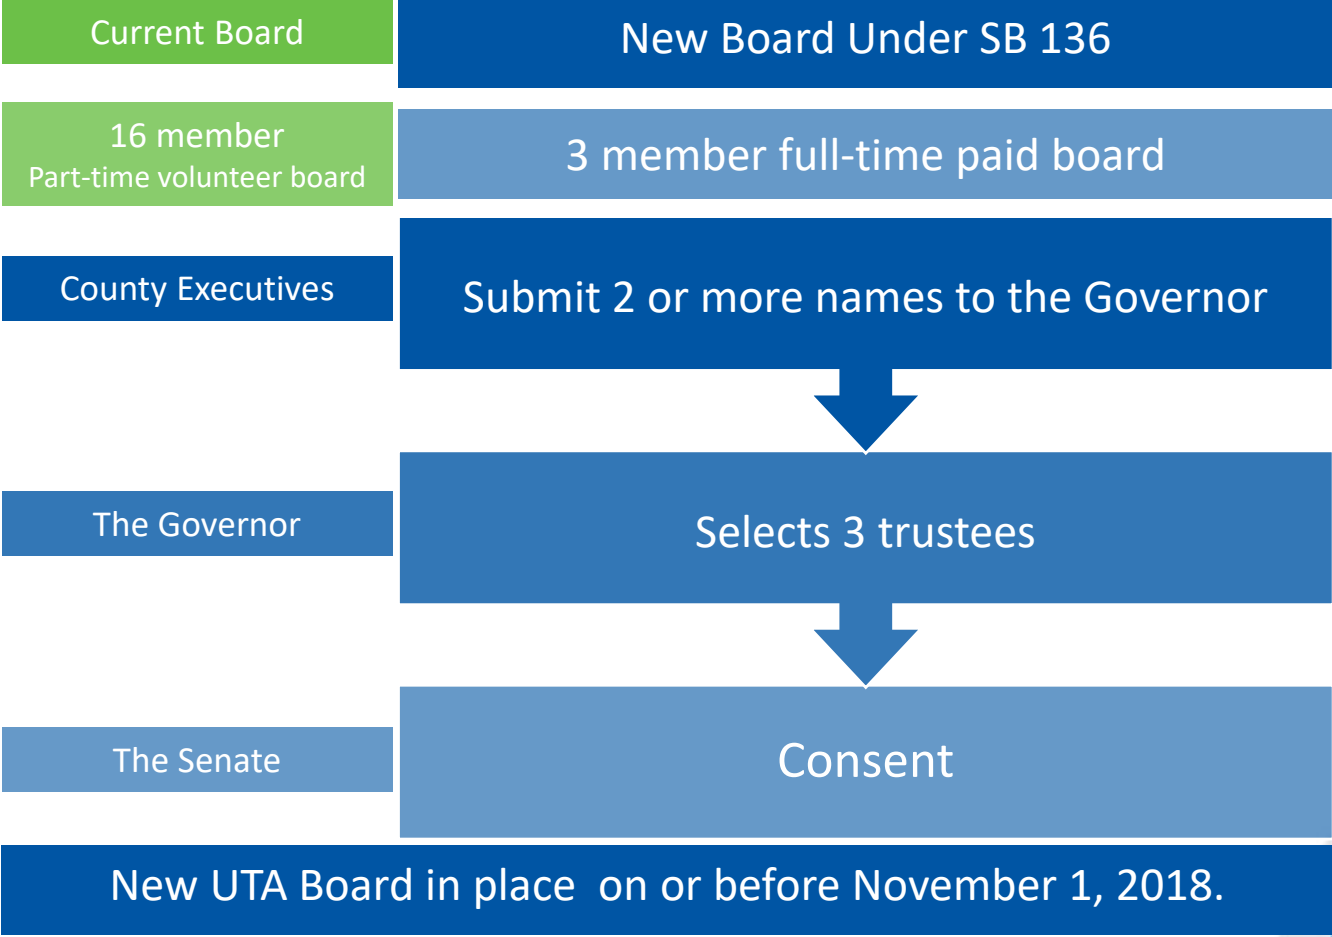 Current Board
New Board Under SB 136
16 member
Part-time volunteer board
3 member full-time paid board
County Executives
Submit 2 or more names to the Governor
The Governor
Selects 3 trustees
The Senate
Consent
New UTA Board in place  on or before November 1, 2018.